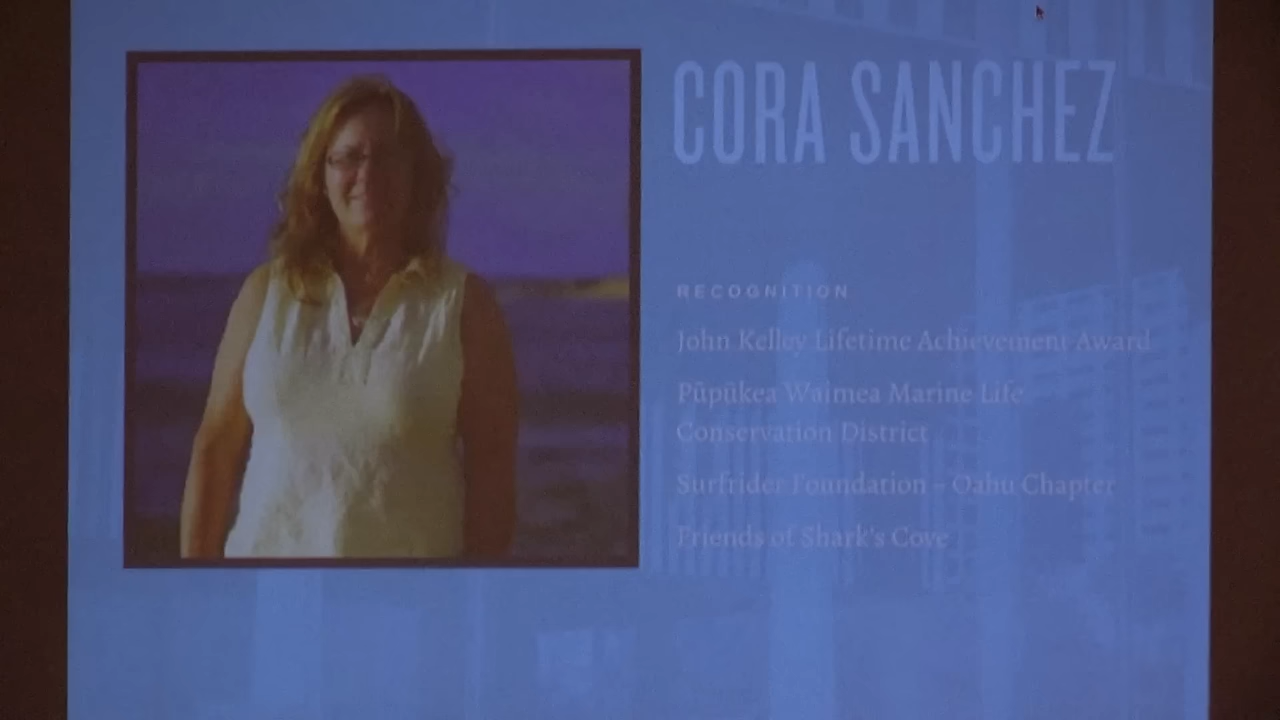 CORA SANCHEZ
RECOGNITION
John Kelley Lifetime Achievement Award
Pūpūkea Waimea Marine Life
Conservation District
Surfrider Foundation – Oahu Chapter
Friends of Shark's Cove